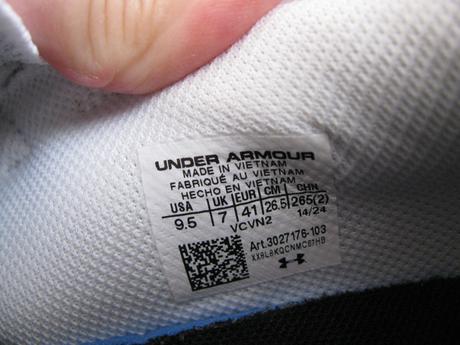 UNDER ARMOUR
MADE IN VIETNAM
FABRIQUÉ AU VIETNAM
HECHO EN VIETNAM
USA UK EUR CM CHN
9.5 7 41 26.5 265(2)
VCVN2 14/24
Art.3027176-103